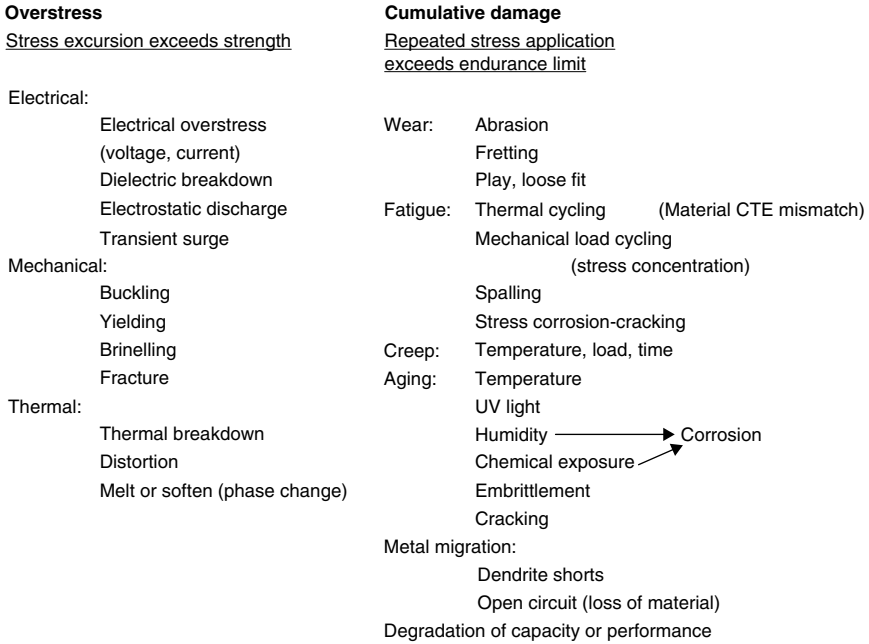 Overstress
Stress excursion exceeds strength
Electrical:
Electrical overstress
(voltage, current)
Dielectric breakdown
Electrostatic discharge
Transient surge
Mechanical:
Buckling
Yielding
Brinelling
Fracture
Thermal:
Thermal breakdown
Distortion
Melt or soften (phase change)
Cumulative damage
Repeated stress application
exceeds endurance limit
Wear: Abrasion
Fretting
Play, loose fit
Fatigue: Thermal cycling (Material CTE mismatch)
Mechanical load cycling
(stress concentration)
Spalling
Stress corrosion-cracking
Creep: Temperature, load, time
Aging: Temperature
UV light
Humidity Corrosion
Chemical exposure
Embrittlement
Cracking
Metal migration:
Dendrite shorts
Open circuit (loss of material)
Degradation of capacity or performance